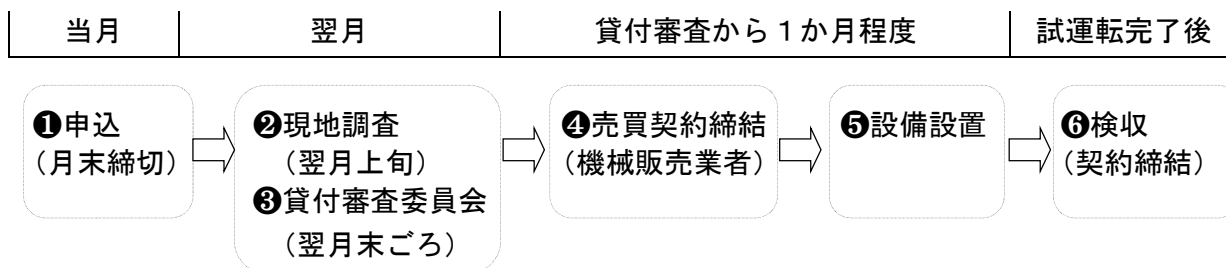 当月
翌月
貸付審査から1か月程度
試運転完了後
❶申込
（月末締切）
❷現地調査
（翌月上旬）
❸貸付審査委員会
（翌月末ごろ）
❹売買契約締結
（機械販売業者）
❺設備設置
❻検収
（契約締結）